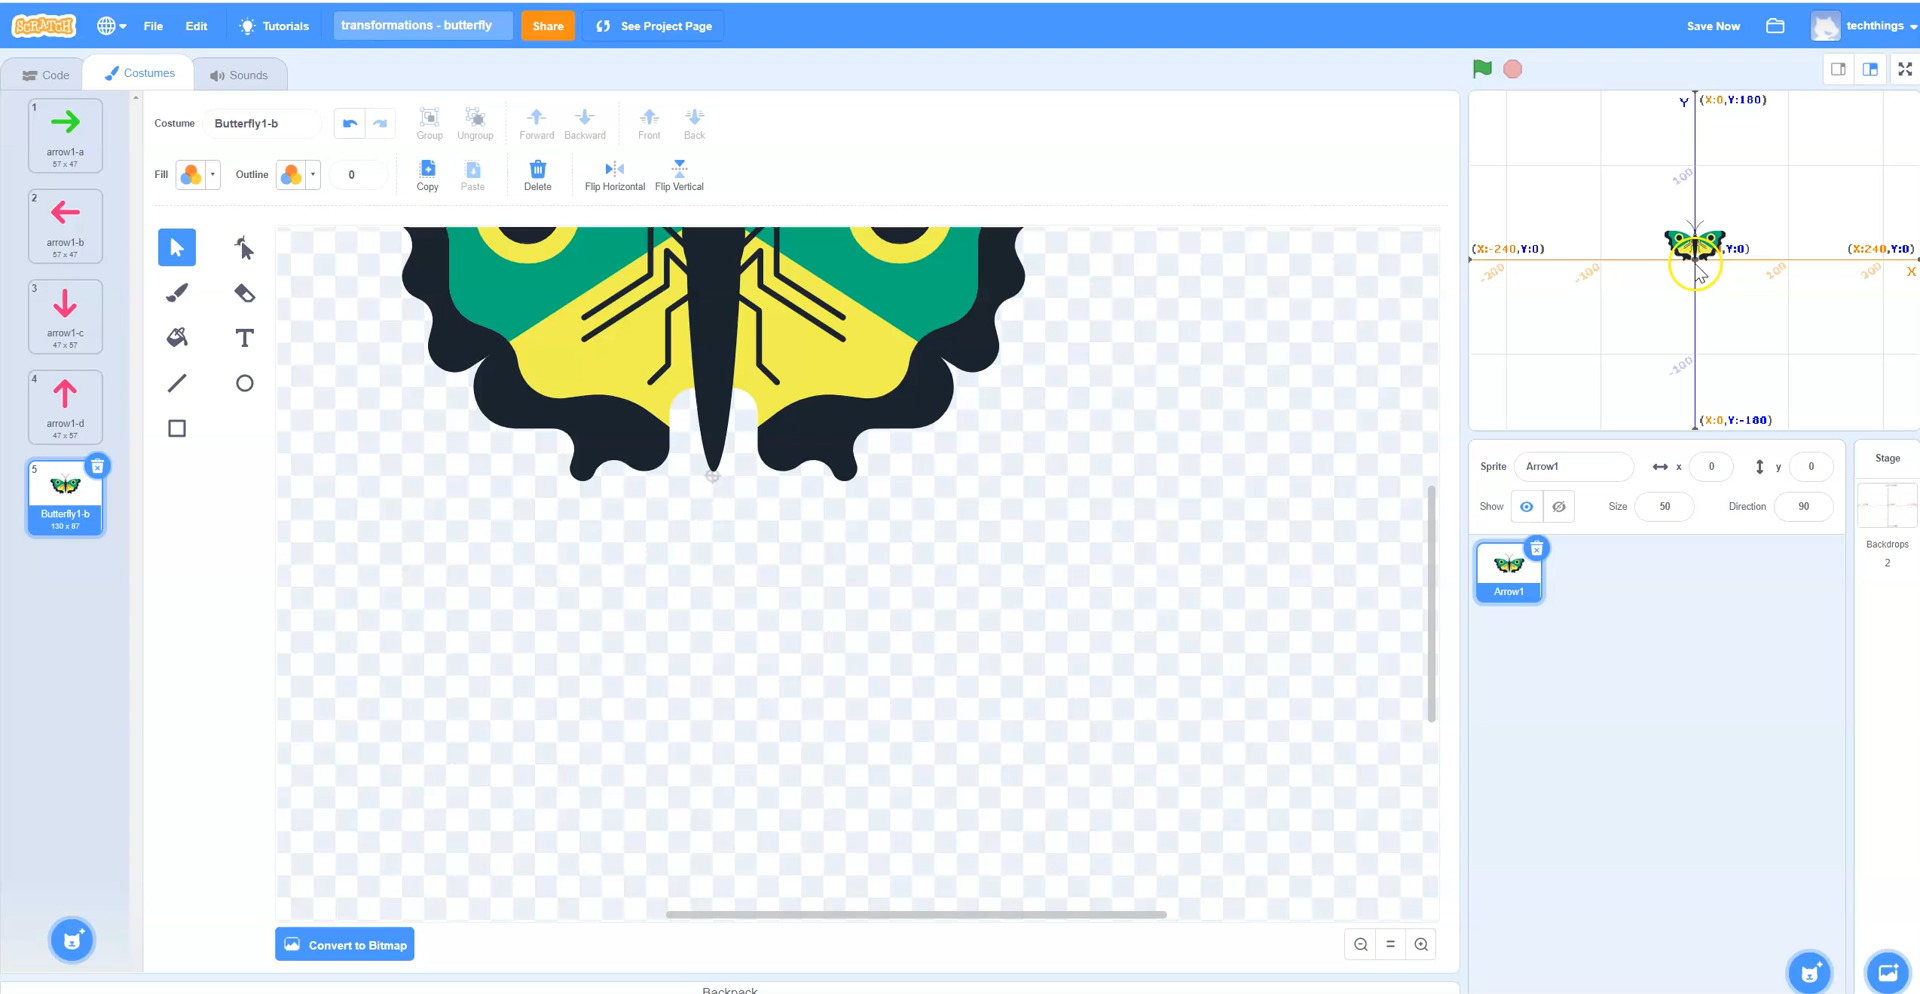 SCRATCH File Edit Tutorials transformations - butterfly Share See Project Page Save Now techthings
Code Costumes Sounds
1
arrow1-a
57 x 47
2
arrow1-b
57 x 47
3
arrow1-c
47 x 57
4
arrow1-d
47 x 57
5
Butterfly1-b
130 x 87
Costume Butterfly1-b
Group Ungroup Forward Backward Front Back
Fill Outline 0
Copy Paste Delete Flip Horizontal Flip Vertical
T
Convert to Bitmap
Backpack
Y (X:0,Y:180)
100
(X:-240,Y:0) ,Y:0) (X:240,Y:0)
-200 -100 100 200 X
-100
(X:0,Y:-180)
Sprite Arrow1 x 0 y 0
Show Size 50 Direction 90
Arrow1
Stage
Backdrops
2